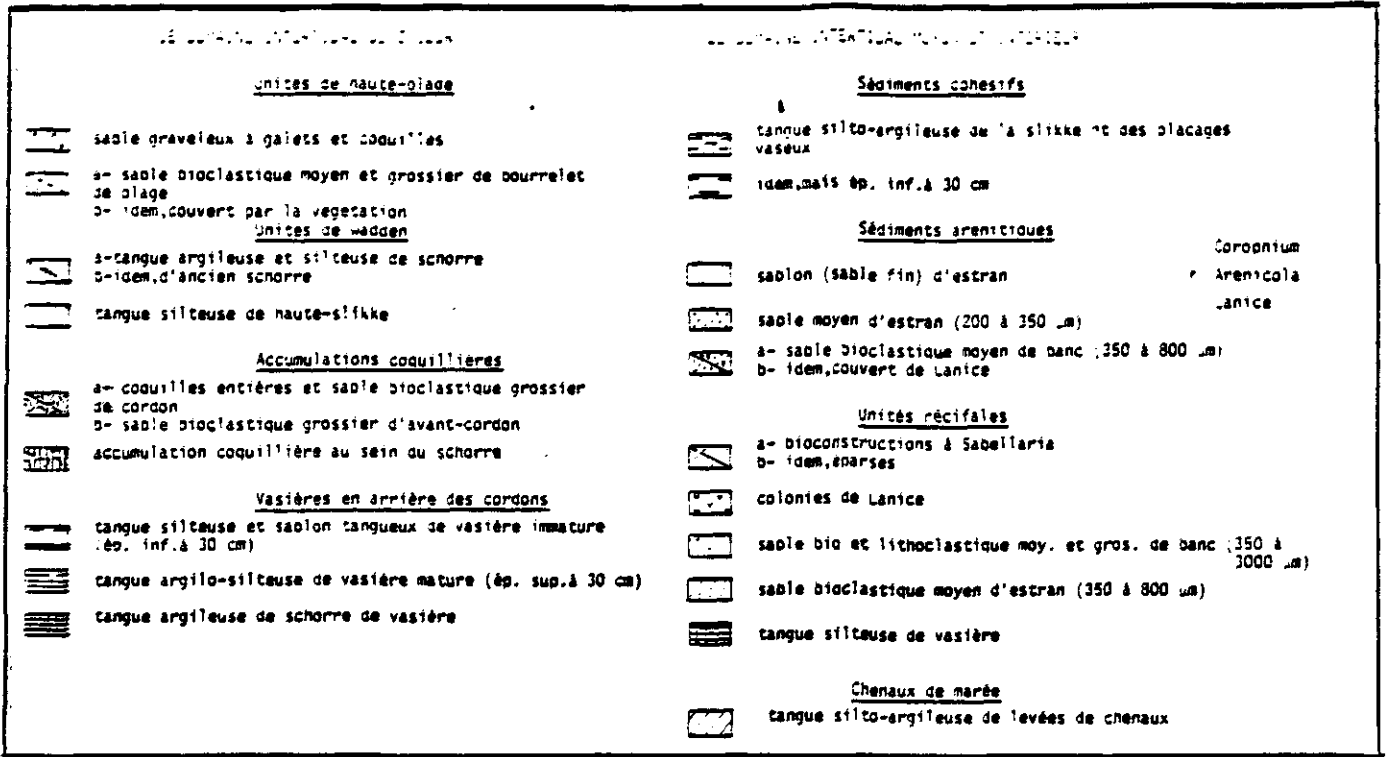 Unités de haute-plage
sable graveleux à galets et coquilles
a- sable bioclastique moyen et grossier de bourrelet
de plage
b- idem,couvert par la vegetation
Unités de wadden
a-tangue argileuse et silteuse de schorre
b-idem,d'ancien schorre
tangue silteuse de haute-slikke
Accumulations coquillières
a- coquilles entières et sable bioclastique grossier
de cordon
b- sable bioclastique grossier d'avant-cordon
accumulation coquillière au sein du schorre
Vasières en arrière des cordons
tangue silteuse et sablon tangueux de vasière immature
(ép. inf.à 30 cm)
tangue argilo-silteuse de vasière mature (ép. sup.à 30 cm)
tangue argileuse de schorre de vasière
INTERTIDAL
Sédiments cohesifs
tangue silto-argileuse de la slikke et des placages
vaseux
idem,mais ép. inf.à 30 cm
Sédiments arenitiques
sablon (sable fin) d'estran
Corophium
Arenicola
Lanice
sable moyen d'estran (200 à 350 µm)
a- sable bioclastique moyen de banc (350 à 800 µm)
b- idem,couvert de Lanice
Unités récifales
a- bioconstructions à Sabellaria
b- idem,éparses
colonies de Lanice
sable bio et lithoclastique moy. et gros. de banc (350 à
3000 µm)
sable bioclastique moyen d'estran (350 à 800 µm)
tangue silteuse de vasière
Chenaux de marée
tangue silto-argileuse de levées de chenaux